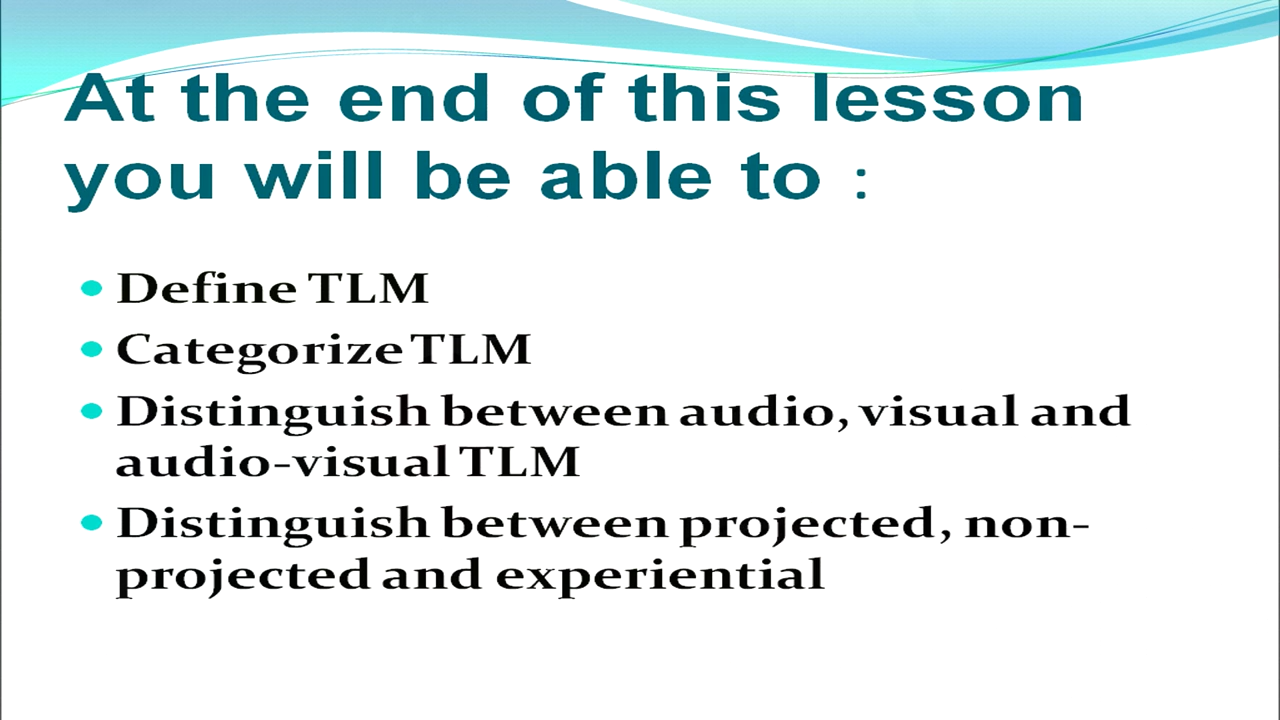 At the end of this lesson
you will be able to :
• Define TLM
• Categorize TLM
• Distinguish between audio, visual and
audio-visual TLM
• Distinguish between projected, non-
projected and experiential